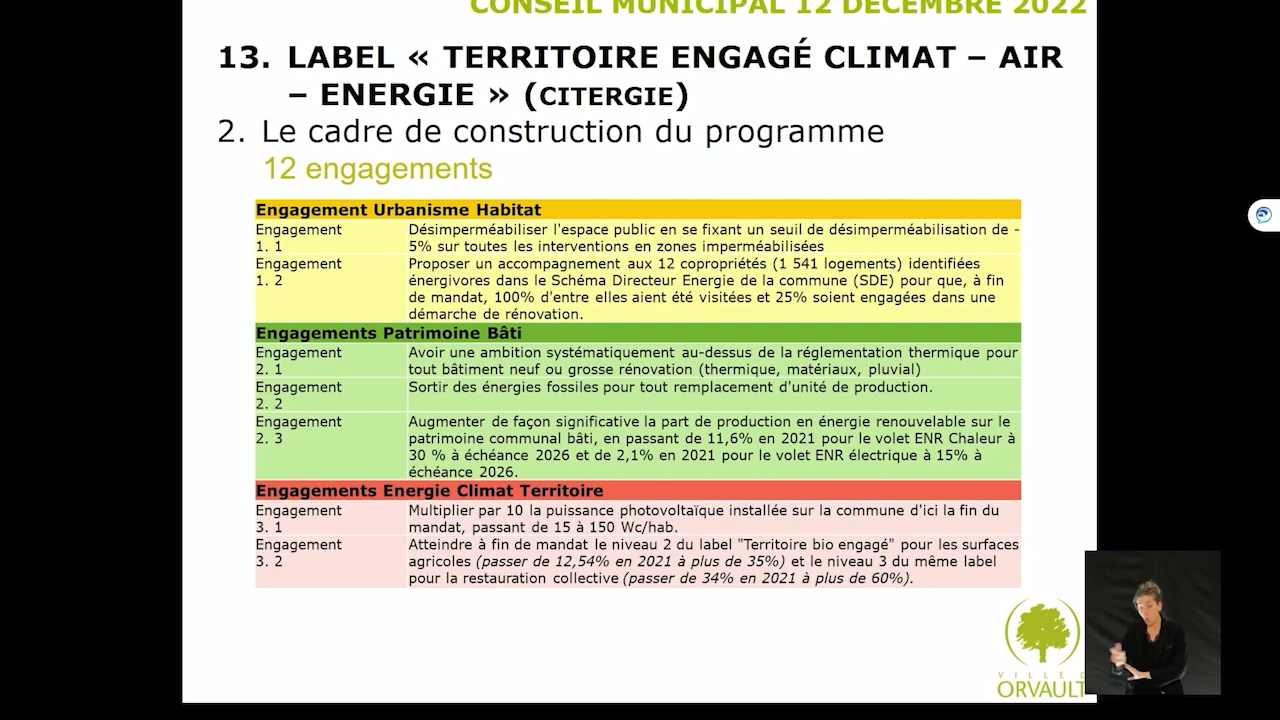 CONSEIL MUNICIPAL 12 DECEMBRE 2022
13. LABEL « TERRITOIRE ENGAGÉ CLIMAT – AIR
– ENERGIE » (CITERGIE)
2. Le cadre de construction du programme
12 engagements
Engagement Urbanisme Habitat
Engagement
1. 1
Désimperméabiliser l'espace public en se fixant un seuil de désimperméabilisation de -
5% sur toutes les interventions en zones imperméabilisées
Engagement
1. 2
Proposer un accompagnement aux 12 copropriétés (1 541 logements) identifiées
énergivores dans le Schéma Directeur Energie de la commune (SDE) pour que, à fin
de mandat, 100% d'entre elles aient été visitées et 25% soient engagées dans une
démarche de rénovation.
Engagements Patrimoine Bâti
Engagement
2. 1
Avoir une ambition systématiquement au-dessus de la réglementation thermique pour
tout bâtiment neuf ou grosse rénovation (thermique, matériaux, pluvial)
Engagement
2. 2
Sortir des énergies fossiles pour tout remplacement d'unité de production.
Engagement
2. 3
Augmenter de façon significative la part de production en énergie renouvelable sur le
patrimoine communal bâti, en passant de 11,6% en 2021 pour le volet ENR Chaleur à
30 % à échéance 2026 et de 2,1% en 2021 pour le volet ENR électrique à 15% à
échéance 2026.
Engagements Energie Climat Territoire
Engagement
3. 1
Multiplier par 10 la puissance photovoltaïque installée sur la commune d'ici la fin du
mandat, passant de 15 à 150 Wc/hab.
Engagement
3. 2
Atteindre à fin de mandat le niveau 2 du label "Territoire bio engagé" pour les surfaces
agricoles (passer de 12,54% en 2021 à plus de 35%) et le niveau 3 du même label
pour la restauration collective (passer de 34% en 2021 à plus de 60%).
VILLE D
ORVAULT